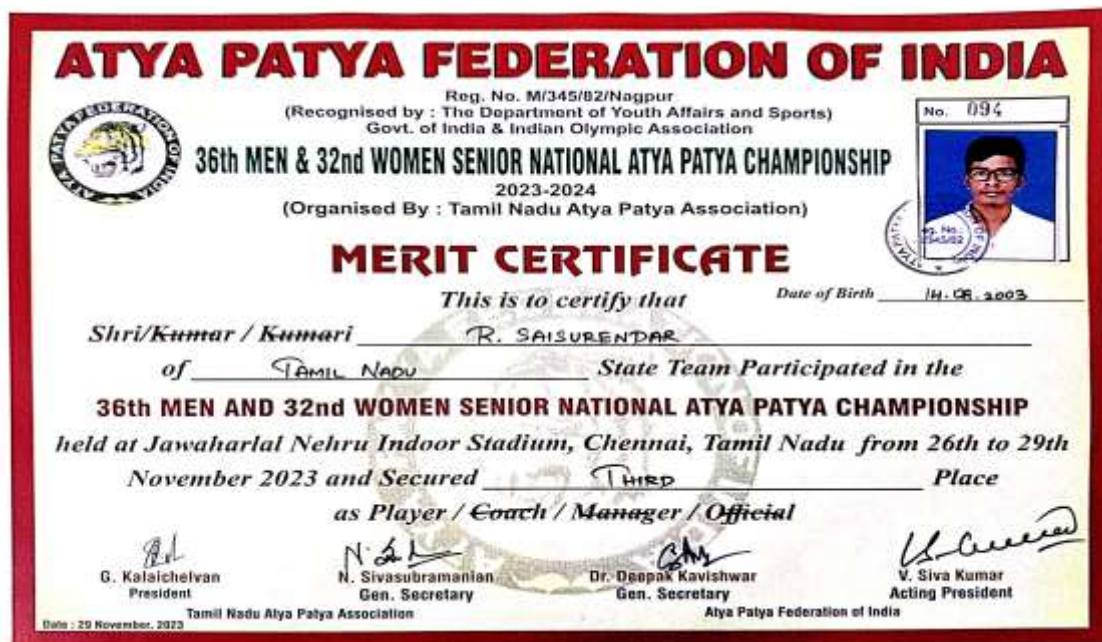 ATYA PATYA FEDERATION OF INDIA
Reg. No. M/345/82/Nagpur
(Recognised by : The Department of Youth Affairs and Sports)
Govt. of India & Indian Olympic Association
ATYA PATYA FEDERATION OF INDIA
No. 094
36th MEN & 32nd WOMEN SENIOR NATIONAL ATYA PATYA CHAMPIONSHIP
2023-2024
(Organised By : Tamil Nadu Atya Patya Association)
MERIT CERTIFICATE
This is to certify that
Date of Birth 14.08.2003
Shri/Kumar / Kumari R. SAISURENDAR
of TAMIL NADU State Team Participated in the
36th MEN AND 32nd WOMEN SENIOR NATIONAL ATYA PATYA CHAMPIONSHIP
held at Jawaharlal Nehru Indoor Stadium, Chennai, Tamil Nadu from 26th to 29th
November 2023 and Secured THIRD Place
as Player / Coach / Manager / Official
G. Kalaichelvan
President
N. Sivasubramanian
Gen. Secretary
Tamil Nadu Atya Patya Association
Dr. Deepak Kavishwar
Gen. Secretary
V. Siva Kumar
Acting President
Atya Patya Federation of India
Date : 29 November, 2023